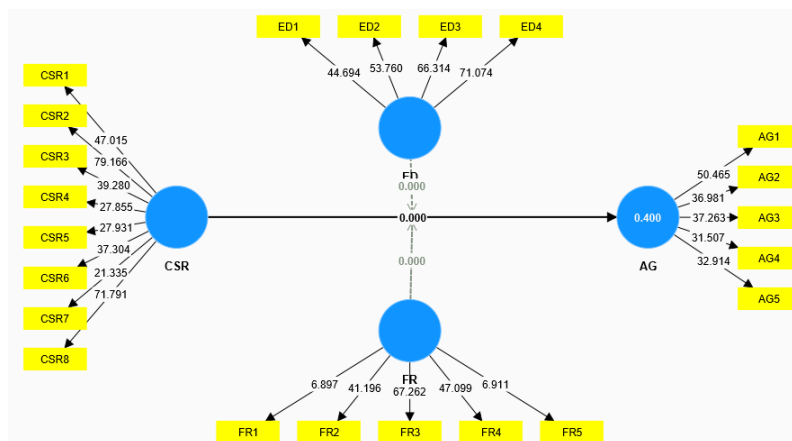 ED1
ED2
ED3
ED4
44.694
53.760
66.314
71.074
ED
CSR1
CSR2
CSR3
CSR4
CSR5
CSR6
CSR7
CSR8
47.015
79.166
39.280
27.855
27.931
37.304
21.335
71.791
CSR
0.000
0.000
0.000
0.400
AG
50.465
36.981
37.263
31.507
32.914
AG1
AG2
AG3
AG4
AG5
FR
6.897
41.196
67.262
47.099
6.911
FR1
FR2
FR3
FR4
FR5